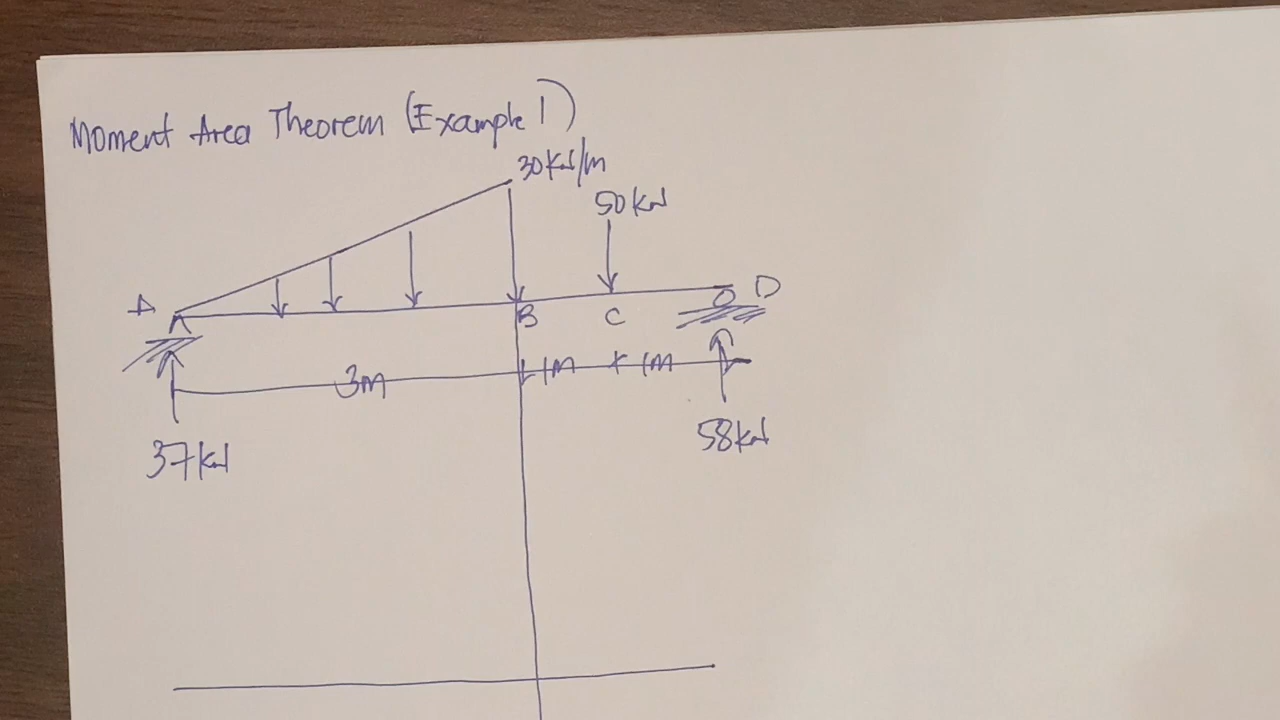 Moment Area Theorem (Example 1)
30kN/m
50kN
A
B
C
D
3m
1m
1m
37kN
58kN